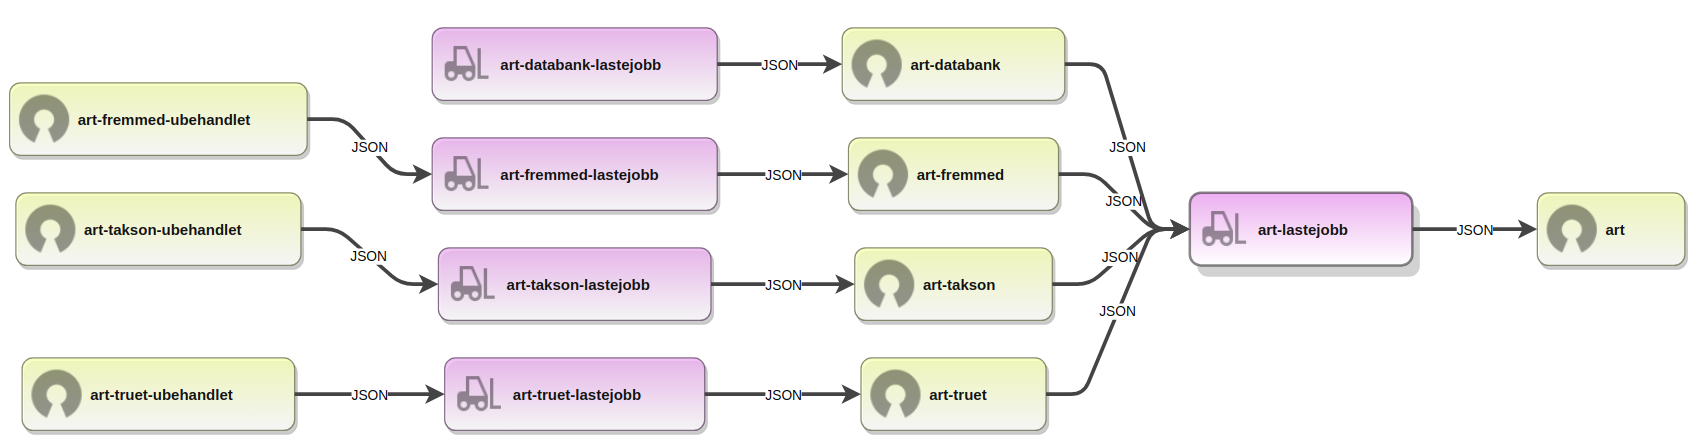 art-databank-lastejobb
JSON
art-databank
art-fremmed-ubehandlet
JSON
JSON
art-fremmed-lastejobb
JSON
art-fremmed
JSON
art-takson-ubehandlet
art-lastejobb
JSON
art
JSON
JSON
art-takson-lastejobb
JSON
art-takson
JSON
art-truet-ubehandlet
JSON
art-truet-lastejobb
JSON
art-truet